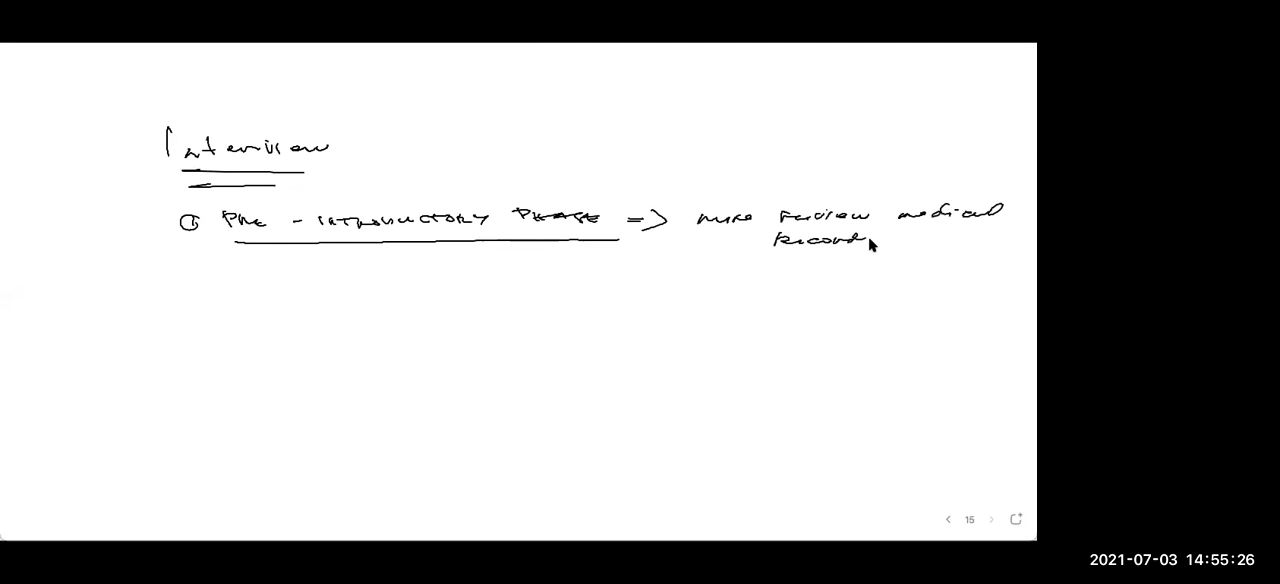 Interview
① PRE - INTRODUCTORY PHASE => nurse review medical
record
15
2021-07-03 14:55:26